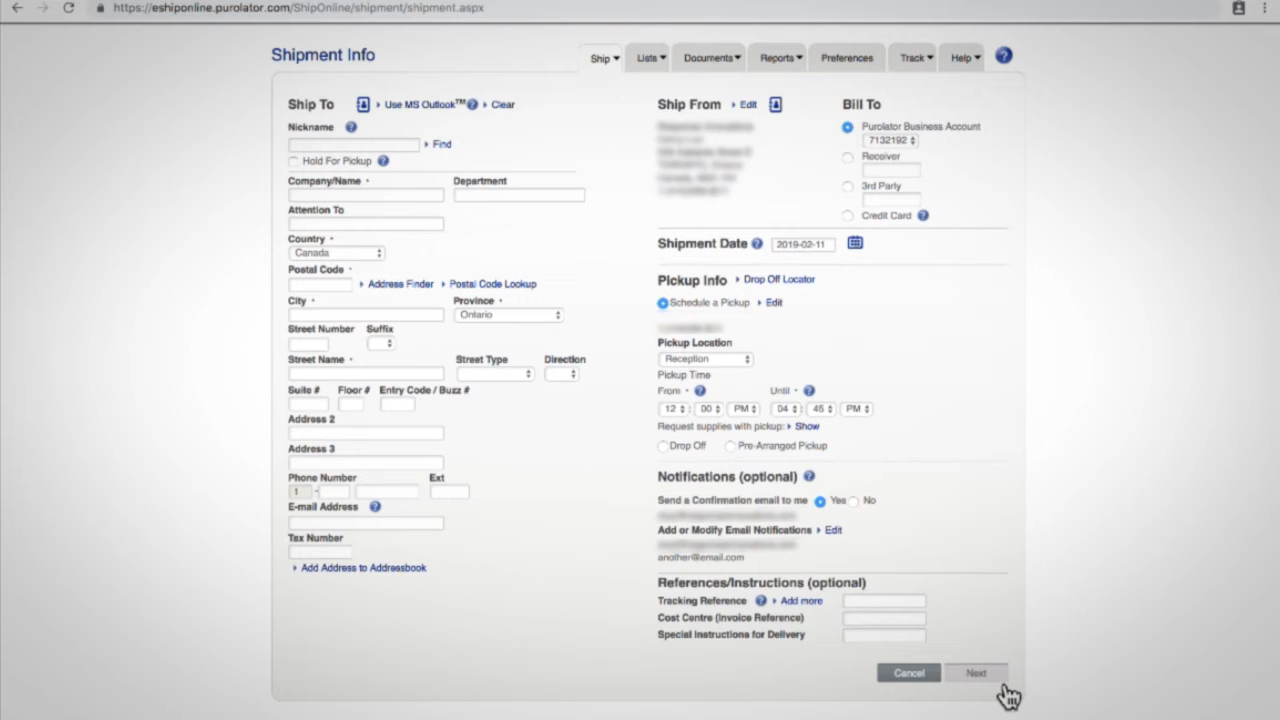 https://eshiponline.purolator.com/ShipOnline/shipment/shipment.aspx
Shipment Info
Ship
Lists
Documents
Reports
Preferences
Track
Help
?
Ship To
Use MS Outlook™ ?
Clear
Nickname ?
Find
Hold For Pickup ?
Company/Name *
Department
Attention To
Country *
Canada
Postal Code *
Address Finder
Postal Code Lookup
City *
Province *
Ontario
Street Number
Suffix
Street Name *
Street Type
Direction
Suite #
Floor #
Entry Code / Buzz #
Address 2
Address 3
Phone Number
Ext
1 -
E-mail Address ?
Tax Number
Add Address to Addressbook
Ship From
Edit
Bill To
Purolator Business Account
7132192
Receiver
3rd Party
Credit Card ?
Shipment Date ? 2019-02-11
Pickup Info
Drop Off Locator
Schedule a Pickup
Edit
Pickup Location
Reception
Pickup Time
From * ?
Until * ?
12 : 00 PM
04 : 45 PM
Request supplies with pickup: Show
Drop Off
Pre-Arranged Pickup
Notifications (optional) ?
Send a Confirmation email to me Yes No
Add or Modify Email Notifications Edit
another@email.com
References/Instructions (optional)
Tracking Reference ? Add more
Cost Centre (Invoice Reference)
Special Instructions for Delivery
Cancel
Next